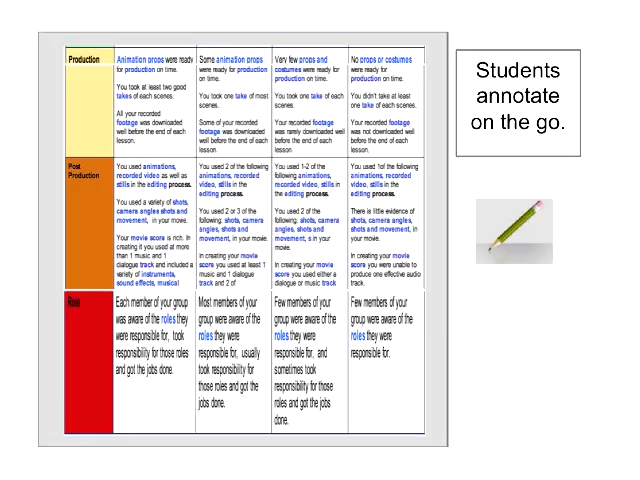 Production
Animation props were ready
for production on time.
You took at least two good
takes of each scenes.
All your recorded
footage was downloaded
well before the end of each
lesson.
Some animation props
were ready for production
on time.
You took one take of most
scenes.
Some of your recorded
footage was downloaded
well before the end of each
lesson.
Very few props and
costumes were ready for
production on time.
You took one take of each
scenes.
Your recorded footage
was rarely downloaded well
before the end of each
lesson.
No props or costumes
were ready for
production on time.
You didn't take at least
one take of each scenes.
Your recorded footage
was not downloaded well
before the end of each
lesson.
Post
Production
You used animations,
recorded video as well as
stills in the editing process.
You used a variety of shots,
camera angles shots and
movement, in your movie.
Your movie score is rich. In
creating it you used at more
than 1 music and 1
dialogue track and included a
variety of instruments,
sound effects, musical
You used 2 of the following
animations, recorded
video, stills in the
editing process.
You used 2 or 3 of the
following: shots, camera
angles, shots and
movement, in your movie.
In creating your movie
score you used at least 1
music and 1 dialogue
track and 2 of
You used 1-2 of the
following animations,
recorded video, stills in
the editing process.
You used 2 of the
following: shots, camera
angles, shots and
movement, s in your
movie.
In creating your movie
score you used either a
dialogue or music track
You used 1of the following
animations, recorded
video, stills in the
editing process.
There is little evidence of
shots, camera angles,
shots and movement, in
your movie.
In creating your movie
score you were unable to
produce one effective audio
track.
Role
Each member of your group
was aware of the roles they
were responsible for, took
responsibility for those roles
and got the jobs done.
Most members of your
group were aware of the
roles they were
responsible for, usually
took responsibility for
those roles and got the
jobs done.
Few members of your
group were aware of the
roles they were
responsible for, and
sometimes took
responsibility for those
roles and got the jobs
done.
Few members of your
group were aware of the
roles they were
responsible for.
Students
annotate
on the go.